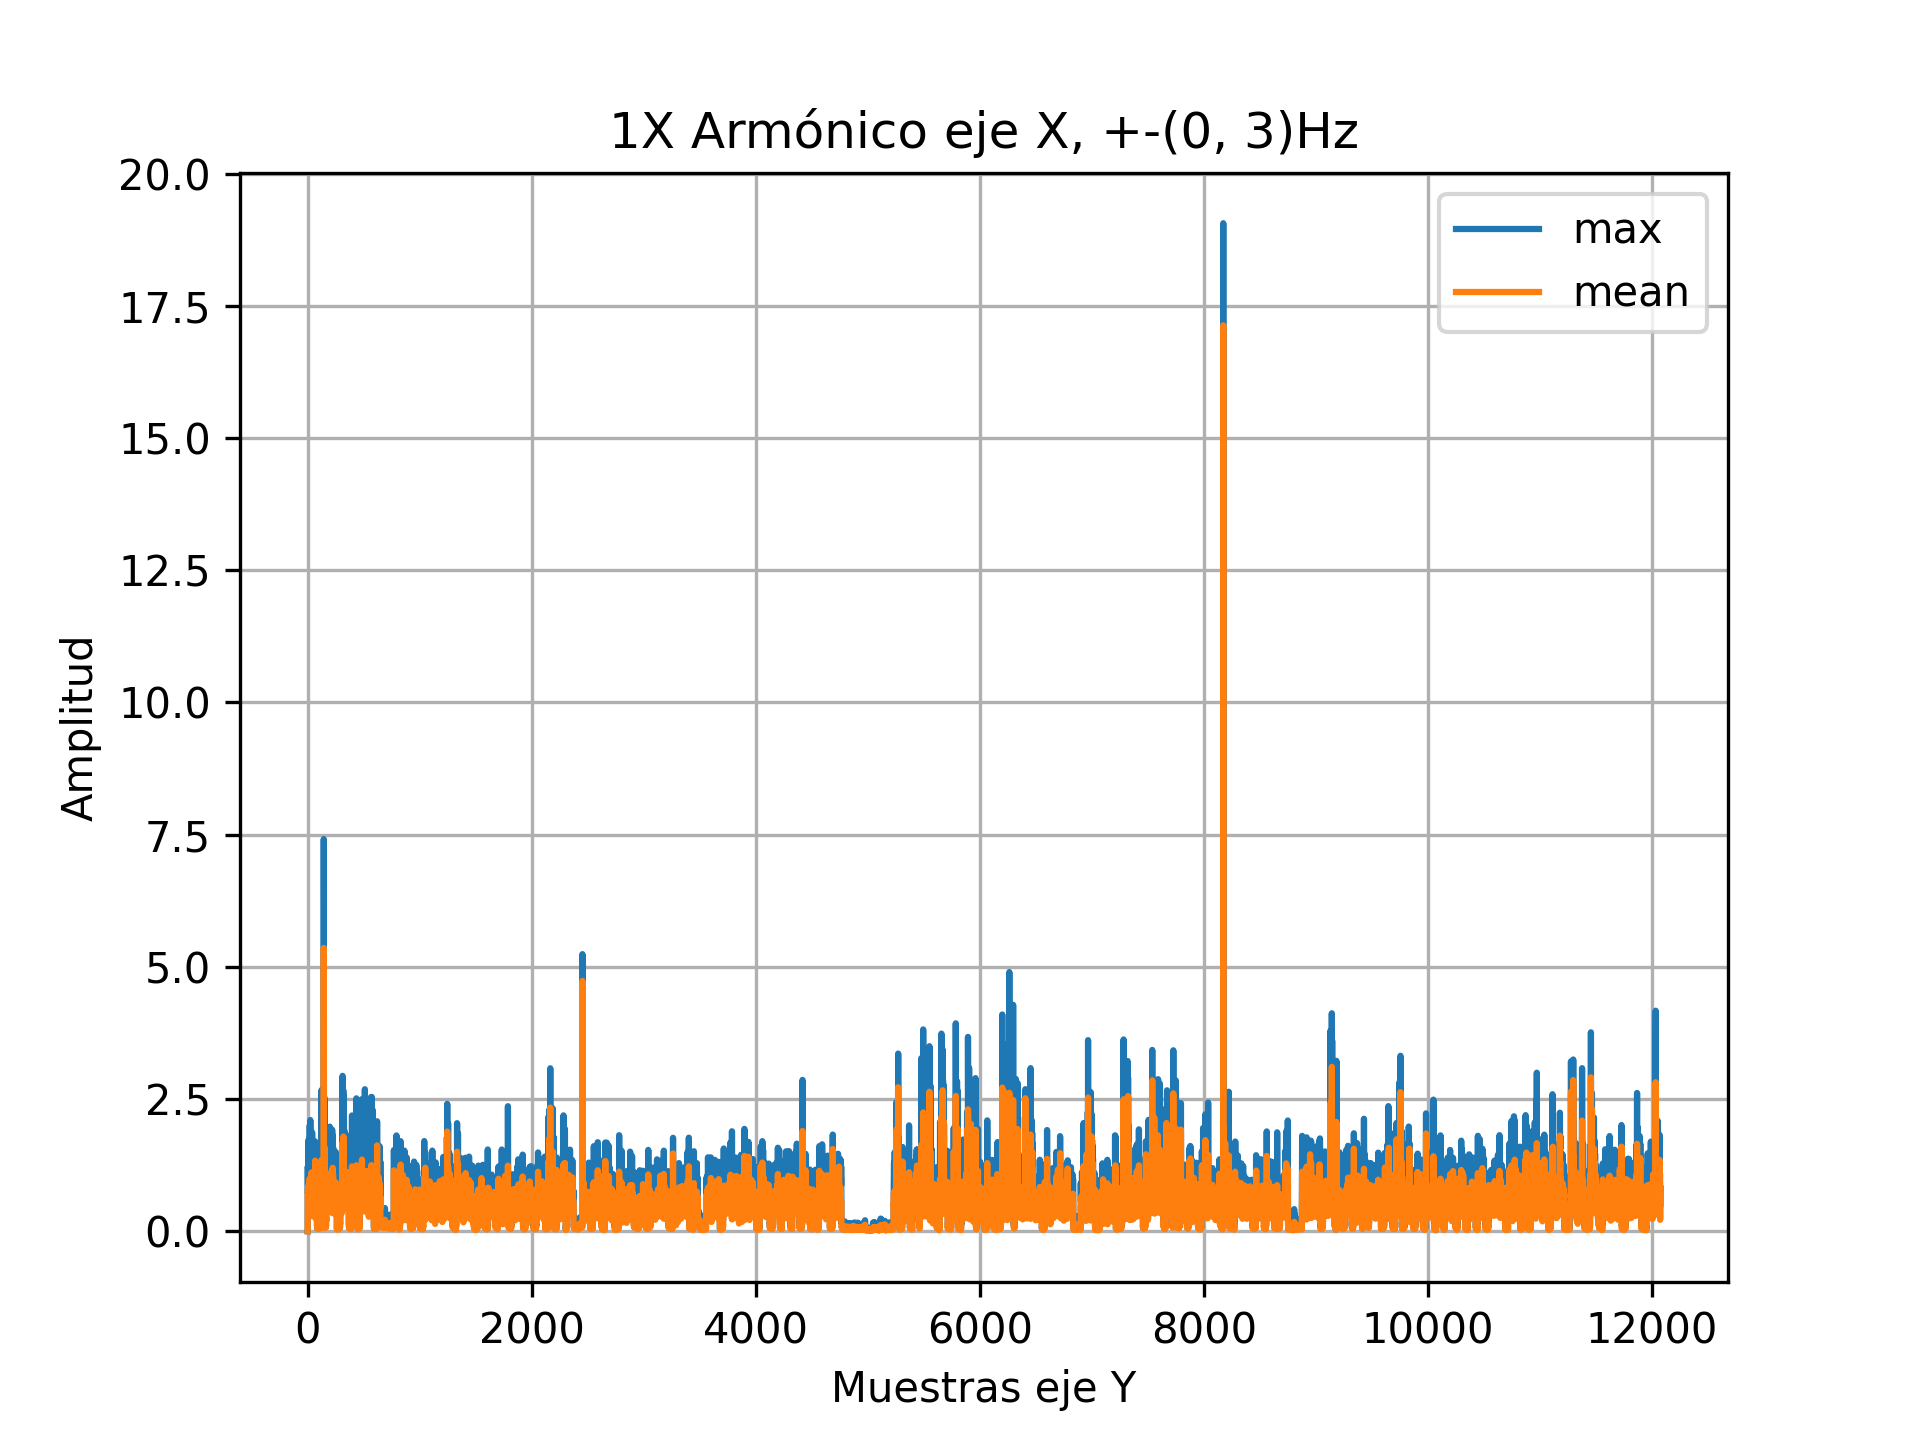 1X Armónico eje X, +-(0, 3)Hz
max
mean
20.0
17.5
15.0
12.5
10.0
7.5
5.0
2.5
0.0
Amplitud
0 2000 4000 6000 8000 10000 12000
Muestras eje Y